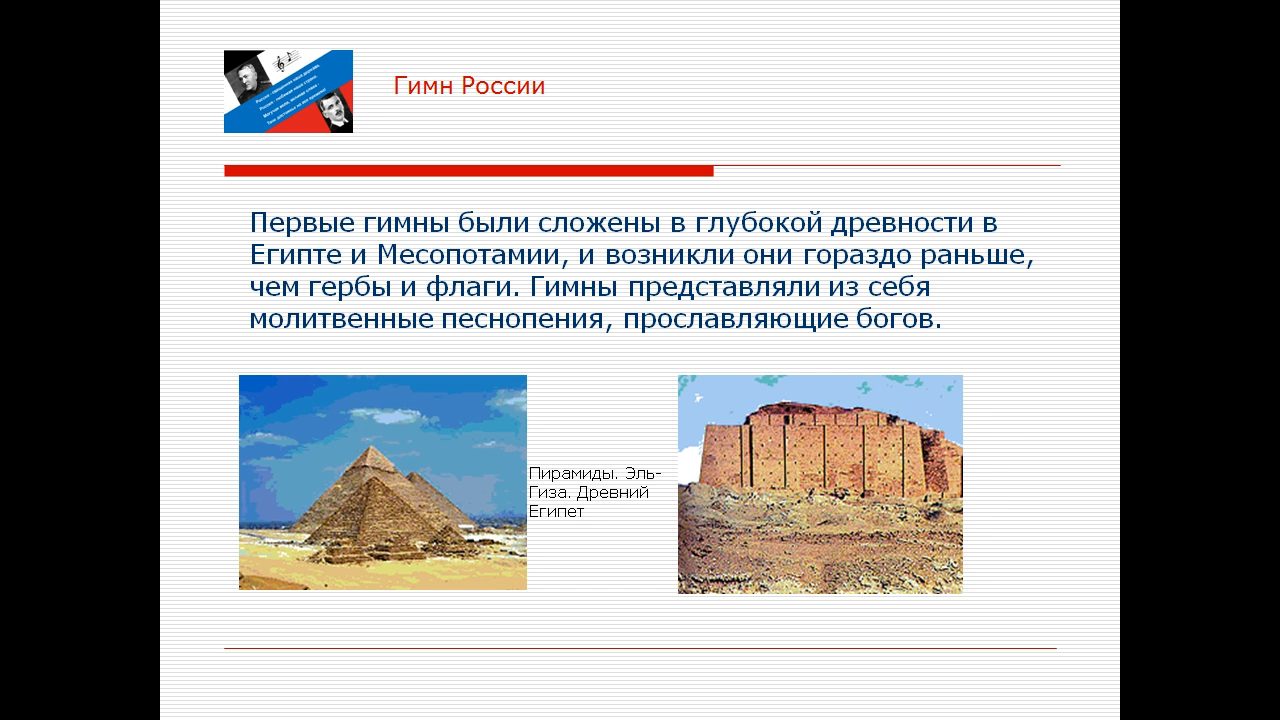 Гимн России
Первые гимны были сложены в глубокой древности в
Египте и Месопотамии, и возникли они гораздо раньше,
чем гербы и флаги. Гимны представляли из себя
молитвенные песнопения, прославляющие богов.
Пирамиды. Эль-
Гиза. Древний
Египет